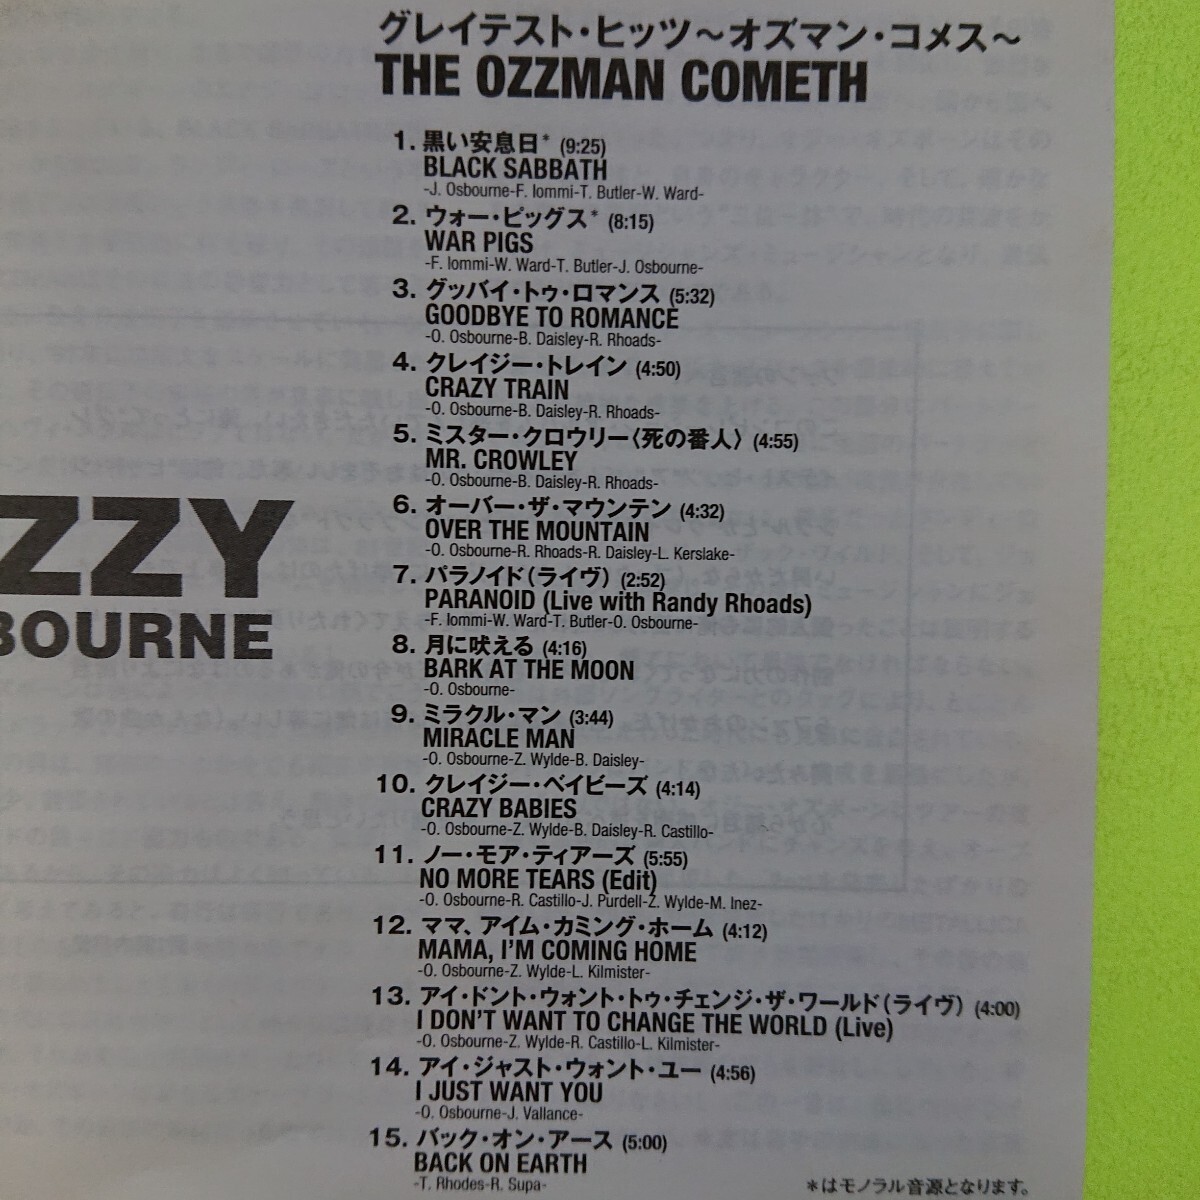 グレイテスト・ヒッツ～オズマン・コメス～
THE OZZMAN COMETH
1. 黒い安息日* (9:25)
BLACK SABBATH
-J. Osbourne-F. Iommi-T. Butler-W. Ward-
2. ウォー・ピッグス* (8:15)
WAR PIGS
-F. Iommi-W. Ward-T. Butler-J. Osbourne-
3. グッバイ・トゥ・ロマンス (5:32)
GOODBYE TO ROMANCE
-O. Osbourne-B. Daisley-R. Rhoads-
4. クレイジー・トレイン (4:50)
CRAZY TRAIN
-O. Osbourne-B. Daisley-R. Rhoads-
5. ミスター・クロウリー〈死の番人〉 (4:55)
MR. CROWLEY
-O. Osbourne-B. Daisley-R. Rhoads-
6. オーバー・ザ・マウンテン (4:32)
OVER THE MOUNTAIN
-O. Osbourne-R. Rhoads-R. Daisley-L. Kerslake-
7. パラノイド（ライヴ） (2:52)
PARANOID (Live with Randy Rhoads)
-F. Iommi-W. Ward-T. Butler-O. Osbourne-
8. 月に吠える (4:16)
BARK AT THE MOON
-O. Osbourne-
9. ミラクル・マン (3:44)
MIRACLE MAN
-O. Osbourne-Z. Wylde-B. Daisley-
10. クレイジー・ベイビーズ (4:14)
CRAZY BABIES
-O. Osbourne-Z. Wylde-B. Daisley-R. Castillo-
11. ノー・モア・ティアーズ (5:55)
NO MORE TEARS (Edit)
-O. Osbourne-R. Castillo-J. Purdell-Z. Wylde-M. Inez-
12. ママ、アイム・カミング・ホーム (4:12)
MAMA, I'M COMING HOME
-O. Osbourne-Z. Wylde-L. Kilmister-
13. アイ・ドント・ウォント・トゥ・チェンジ・ザ・ワールド（ライヴ） (4:00)
I DON'T WANT TO CHANGE THE WORLD (Live)
-O. Osbourne-Z. Wylde-R. Castillo-L. Kilmister-
14. アイ・ジャスト・ウォント・ユー (4:56)
I JUST WANT YOU
-O. Osbourne-J. Vallance-
15. バック・オン・アース (5:00)
BACK ON EARTH
-T. Rhodes-R. Supa-
*はモノラル音源となります。
ZZY
BOURNE